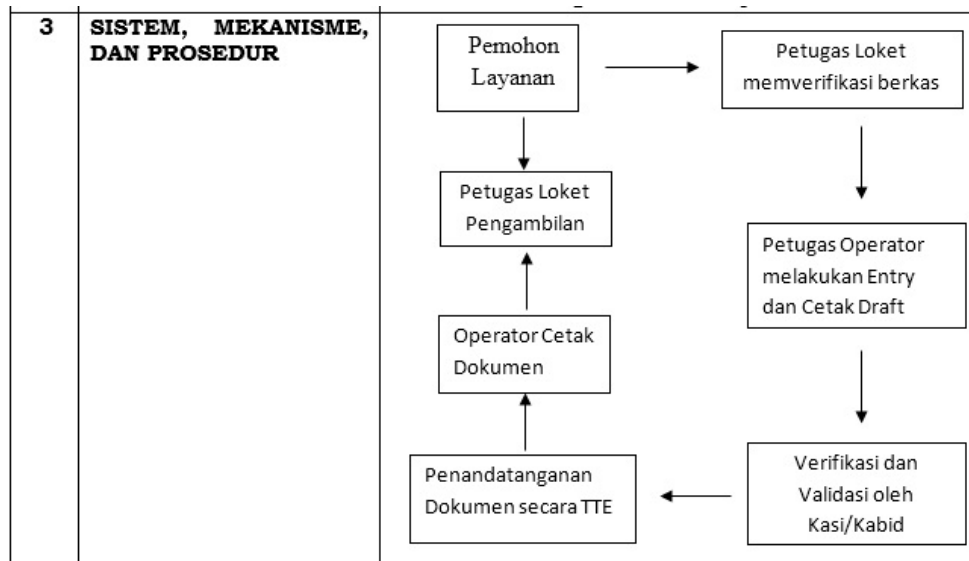 3
SISTEM, MEKANISME,
DAN PROSEDUR
Pemohon
Layanan
Petugas Loket
memverifikasi berkas
Petugas Loket
Pengambilan
Petugas Operator
melakukan Entry
dan Cetak Draft
Operator Cetak
Dokumen
Penandatanganan
Dokumen secara TTE
Verifikasi dan
Validasi oleh
Kasi/Kabid